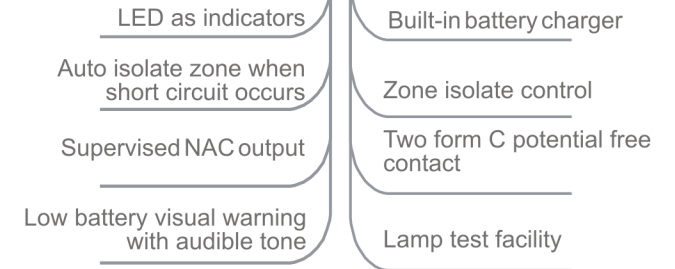 LED as indicators
Auto isolate zone when
short circuit occurs
Supervised NAC output
Low battery visual warning
with audible tone
Built-in battery charger
Zone isolate control
Two form C potential free
contact
Lamp test facility